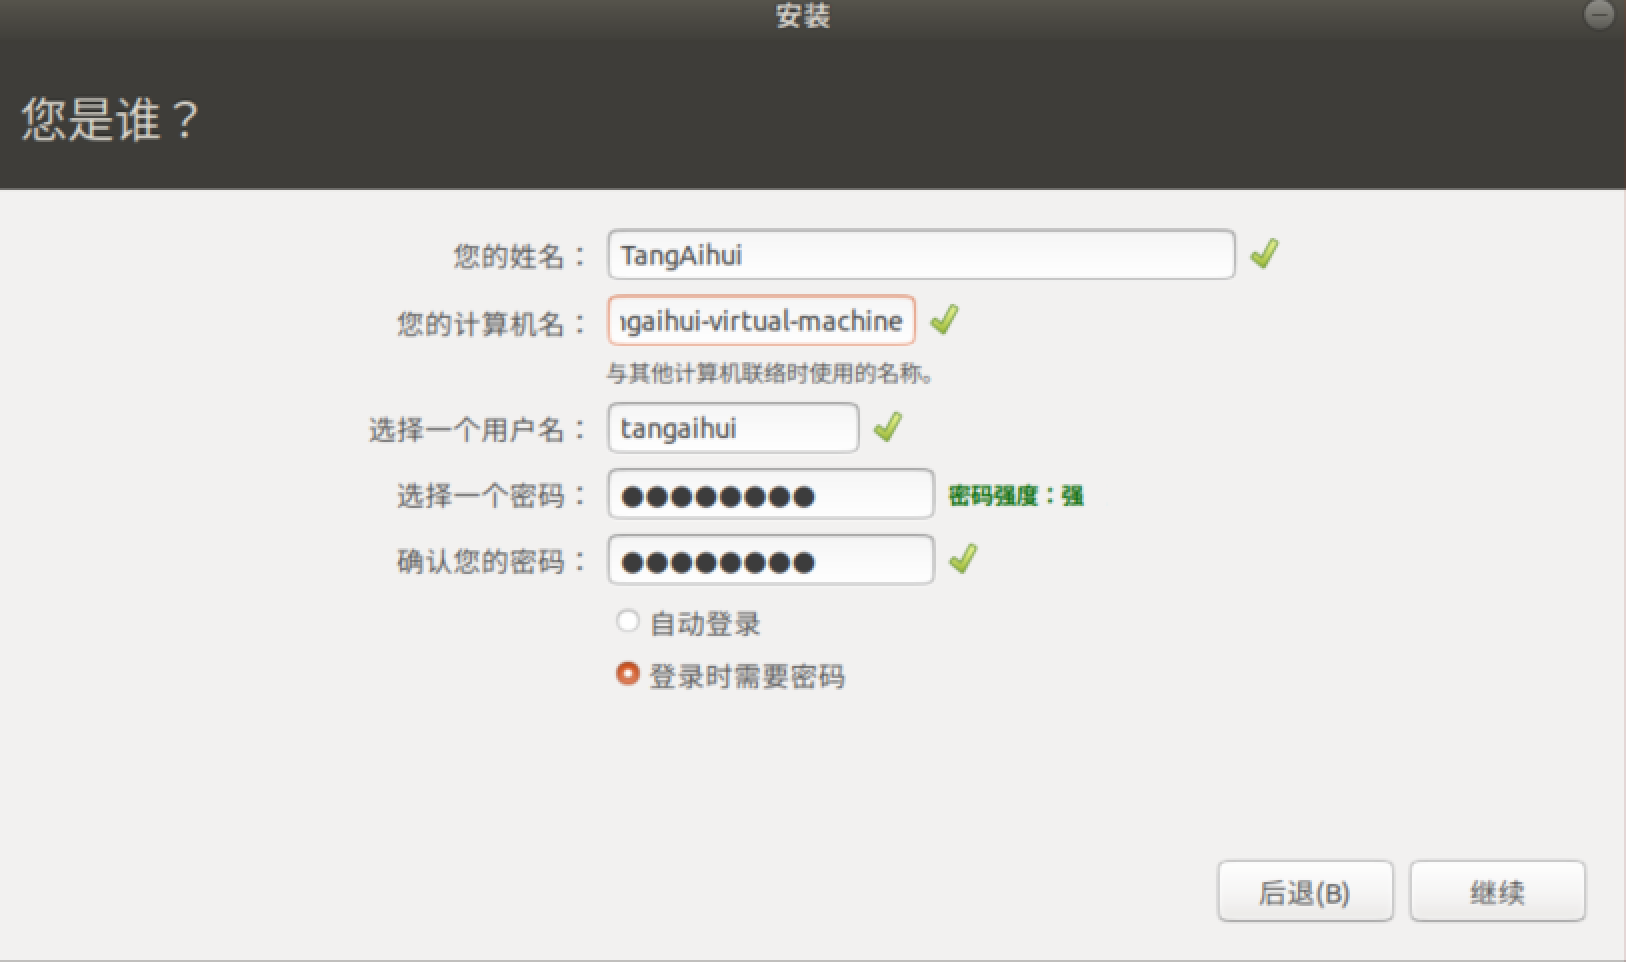 安装
您是谁？
您的姓名： TangAihui
您的计算机名： ngaihui-virtual-machine
与其他计算机联络时使用的名称。
选择一个用户名： tangaihui
选择一个密码： ●●●●●●●● 密码强度：强
确认您的密码： ●●●●●●●●
自动登录
登录时需要密码
后退(B) 继续